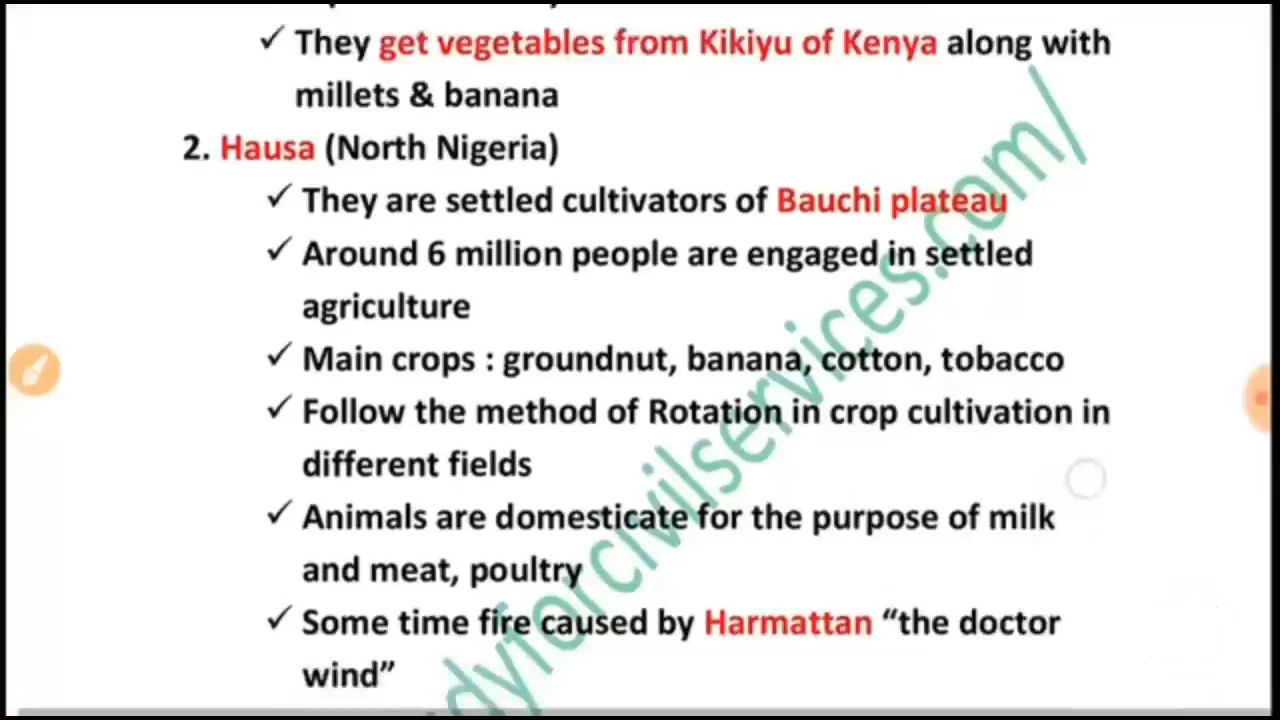 ✓ They get vegetables from Kikiyu of Kenya along with
millets & banana
2. Hausa (North Nigeria)
✓ They are settled cultivators of Bauchi plateau
✓ Around 6 million people are engaged in settled
agriculture
✓ Main crops : groundnut, banana, cotton, tobacco
✓ Follow the method of Rotation in crop cultivation in
different fields
✓ Animals are domesticate for the purpose of milk
and meat, poultry
✓ Some time fire caused by Harmattan “the doctor
wind”
dyforcivilservices.com/